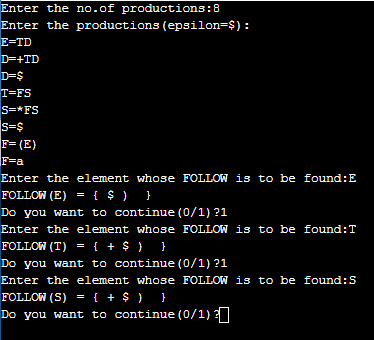 Enter the no.of productions:8
Enter the productions(epsilon=$):
E=TD
D=+TD
D=$
T=FS
S=*FS
S=$
F=(E)
F=a
Enter the element whose FOLLOW is to be found:E
FOLLOW(E) = { $ )  }
Do you want to continue(0/1)?1
Enter the element whose FOLLOW is to be found:T
FOLLOW(T) = { + $ )  }
Do you want to continue(0/1)?1
Enter the element whose FOLLOW is to be found:S
FOLLOW(S) = { + $ )  }
Do you want to continue(0/1)?